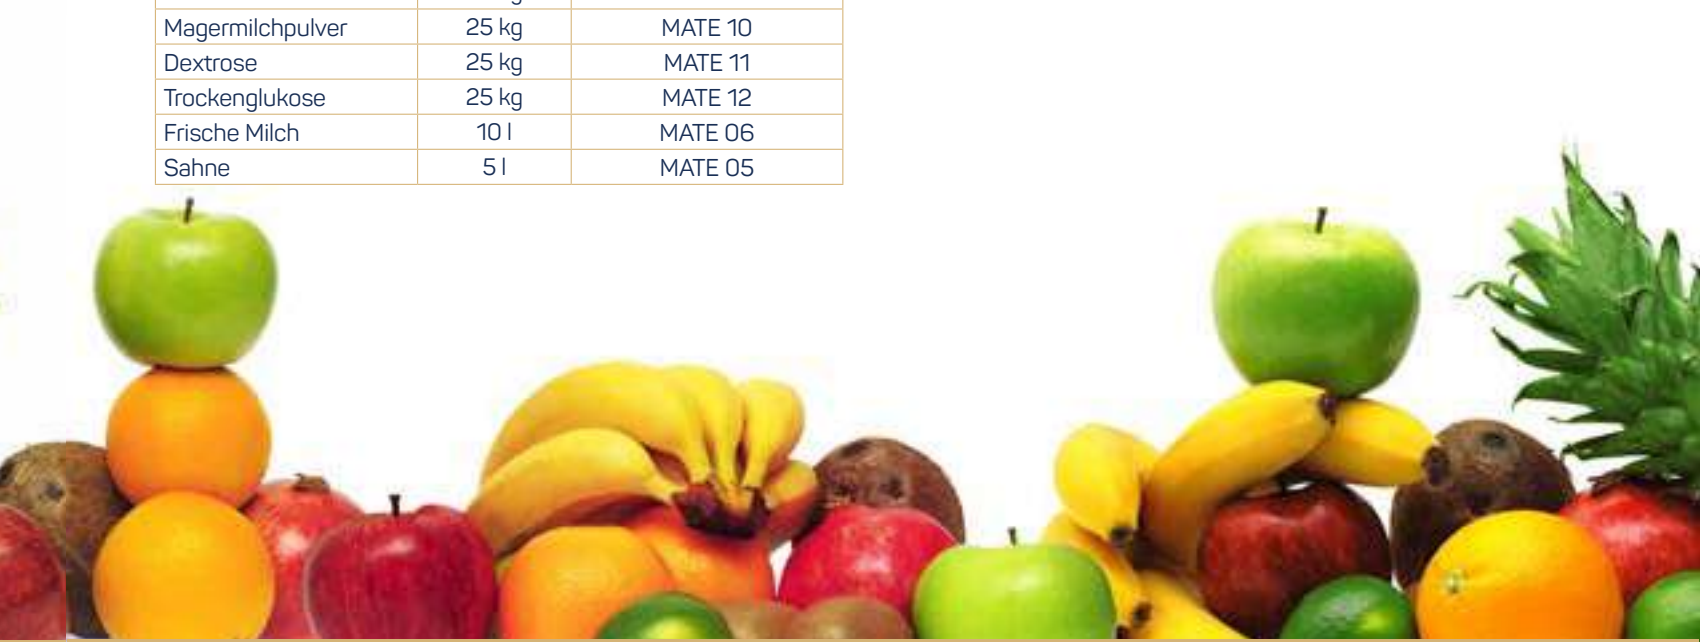 Magermilchpulver 25 kg MATE 10
Dextrose 25 kg MATE 11
Trockenglukose 25 kg MATE 12
Frische Milch 10 l MATE 06
Sahne 5 l MATE 05